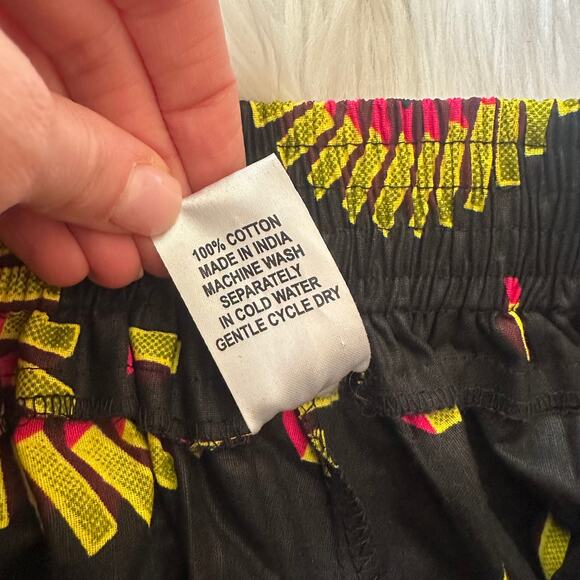 100% COTTON
MADE IN INDIA
MACHINE WASH
SEPARATELY
IN COLD WATER
GENTLE CYCLE DRY